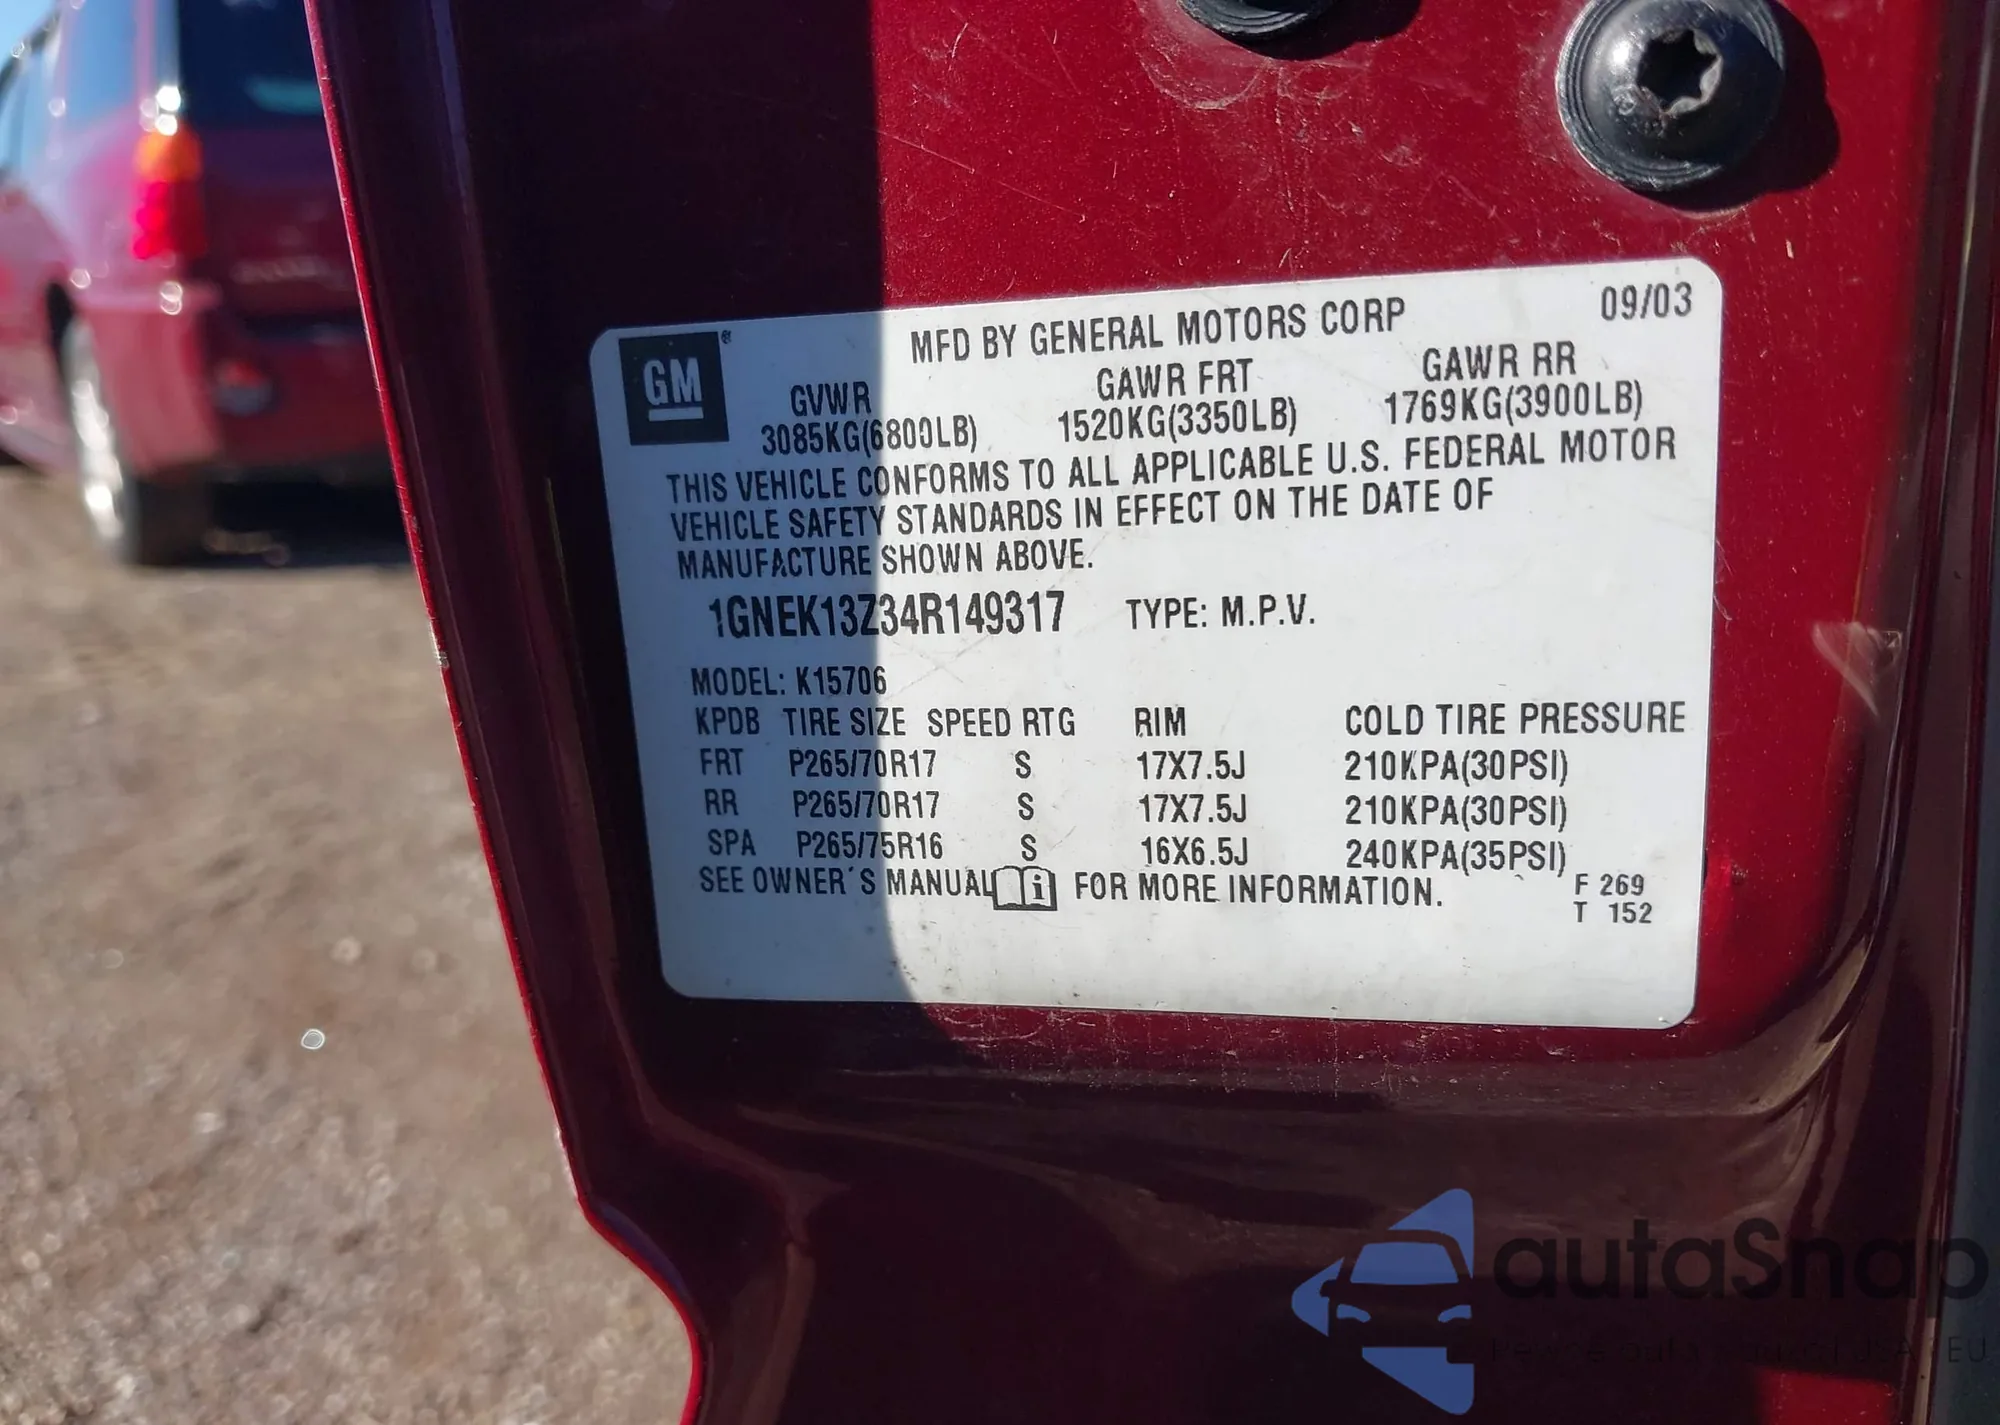 GM®
MFD BY GENERAL MOTORS CORP 09/03
GVWR GAWR FRT GAWR RR
3085KG(6800LB) 1520KG(3350LB) 1769KG(3900LB)
THIS VEHICLE CONFORMS TO ALL APPLICABLE U.S. FEDERAL MOTOR
VEHICLE SAFETY STANDARDS IN EFFECT ON THE DATE OF
MANUFACTURE SHOWN ABOVE.
1GNEK13Z34R149317 TYPE: M.P.V.
MODEL: K15706
KPDB TIRE SIZE SPEED RTG RIM COLD TIRE PRESSURE
FRT P265/70R17 S 17X7.5J 210KPA(30PSI)
RR P265/70R17 S 17X7.5J 210KPA(30PSI)
SPA P265/75R16 S 16X6.5J 240KPA(35PSI)
SEE OWNER'S MANUAL i FOR MORE INFORMATION.
F 269
T 152
autaSnap